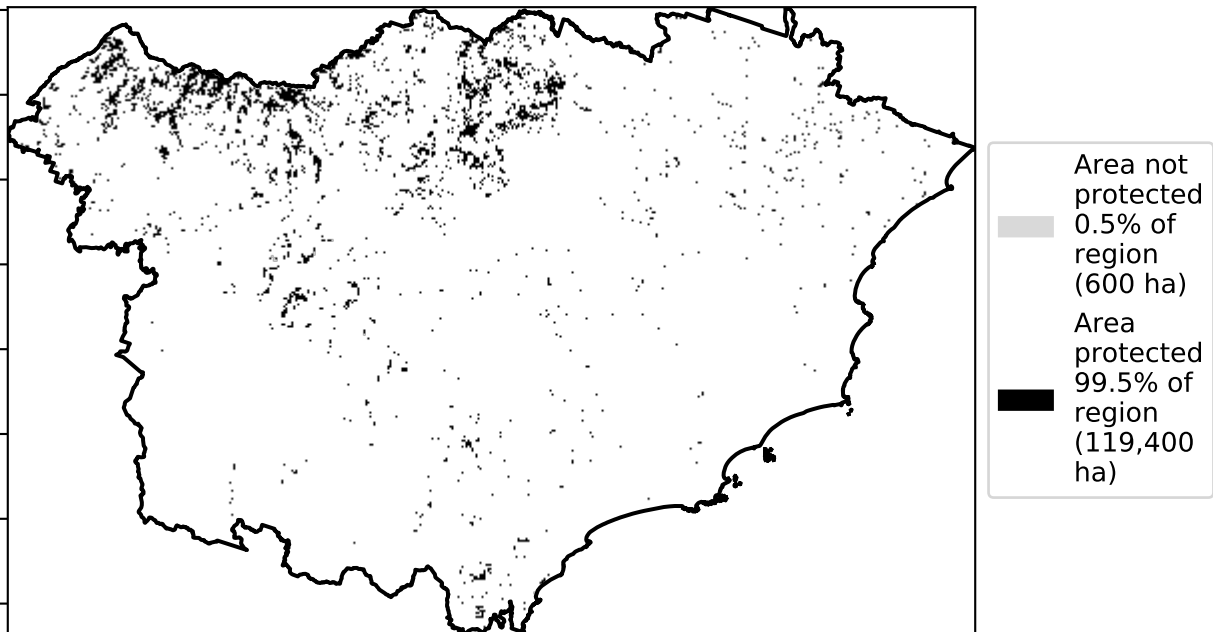 Area not
protected
0.5% of
region
(600 ha)
Area
protected
99.5% of
region
(119,400
ha)